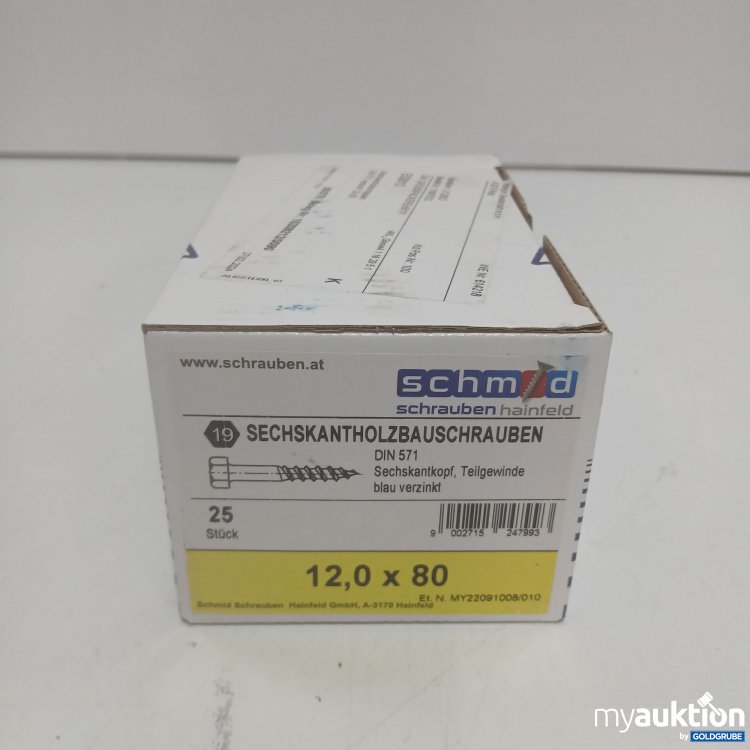 www.schrauben.at
schmid
schrauben hainfeld
19 SECHSKANTHOLZBAUSCHRAUBEN
DIN 571
Sechskantkopf, Teilgewinde
blau verzinkt
25
Stück
9 002715 247993
12,0 x 80
Et. N. MY22091008/010
Schmid Schrauben Hainfeld GmbH, A-3170 Hainfeld
K
myauktion
by GOLDGRUBE